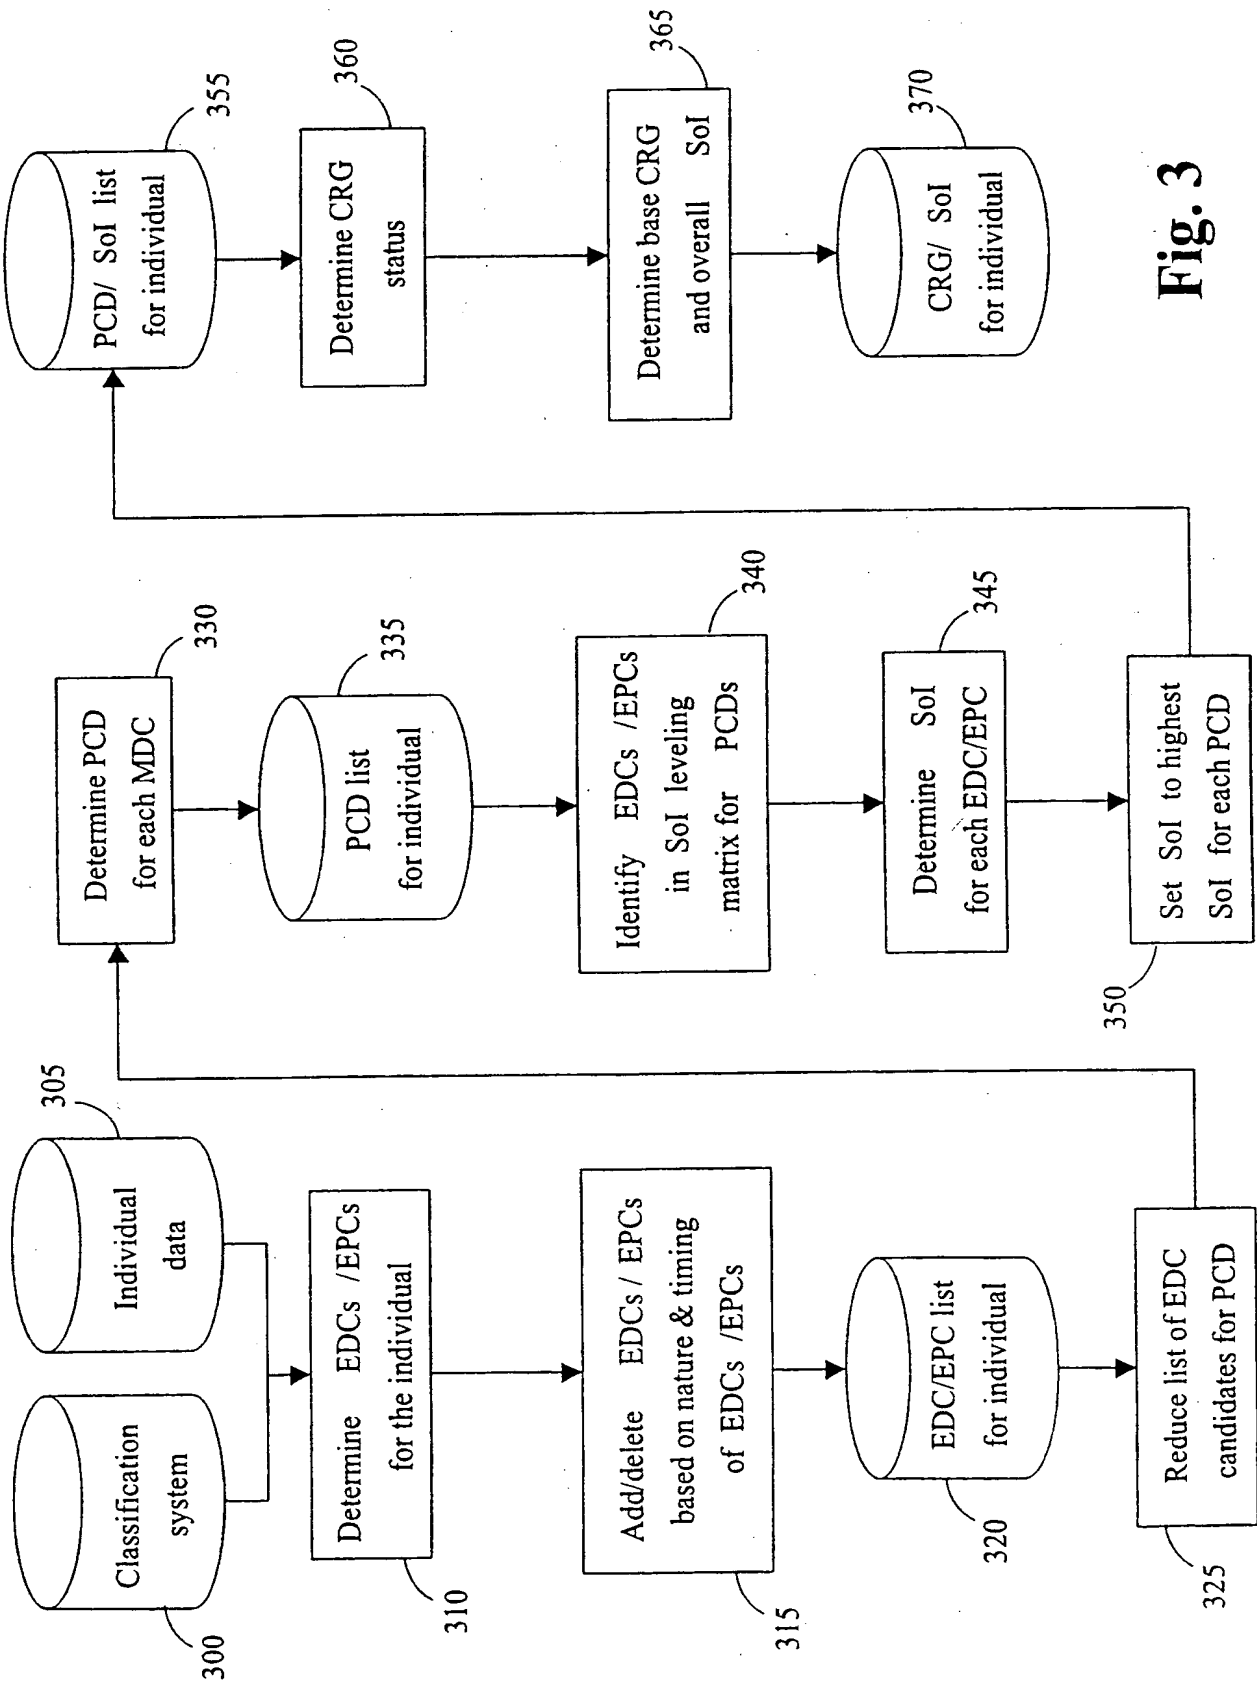 300
Classification
system
305
Individual
data
310
Determine EDCs /EPCs
for the individual
315
Add/delete EDCs / EPCs
based on nature & timing
of EDCs /EPCs
320
EDC/EPC list
for individual
325
Reduce list of EDC
candidates for PCD
330
Determine PCD
for each MDC
335
PCD list
for individual
340
Identify EDCs /EPCs
in SoI leveling
matrix for PCDs
345
Determine SoI
for each EDC/EPC
350
Set SoI to highest
SoI for each PCD
355
PCD/ SoI list
for individual
360
Determine CRG
status
365
Determine base CRG
and overall SoI
370
CRG/ SoI
for individual
Fig. 3